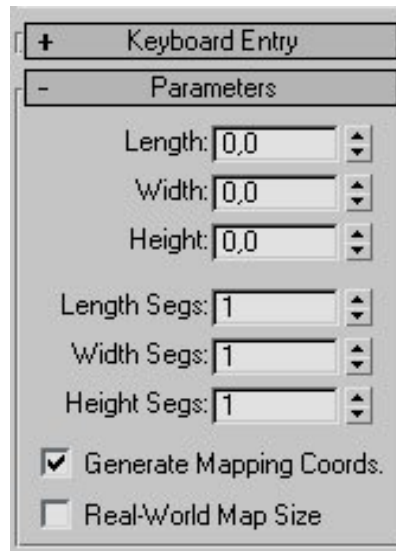 + Keyboard Entry
- Parameters
Length: 0,0
Width: 0,0
Height: 0,0
Length Segs: 1
Width Segs: 1
Height Segs: 1
Generate Mapping Coords.
Real-World Map Size